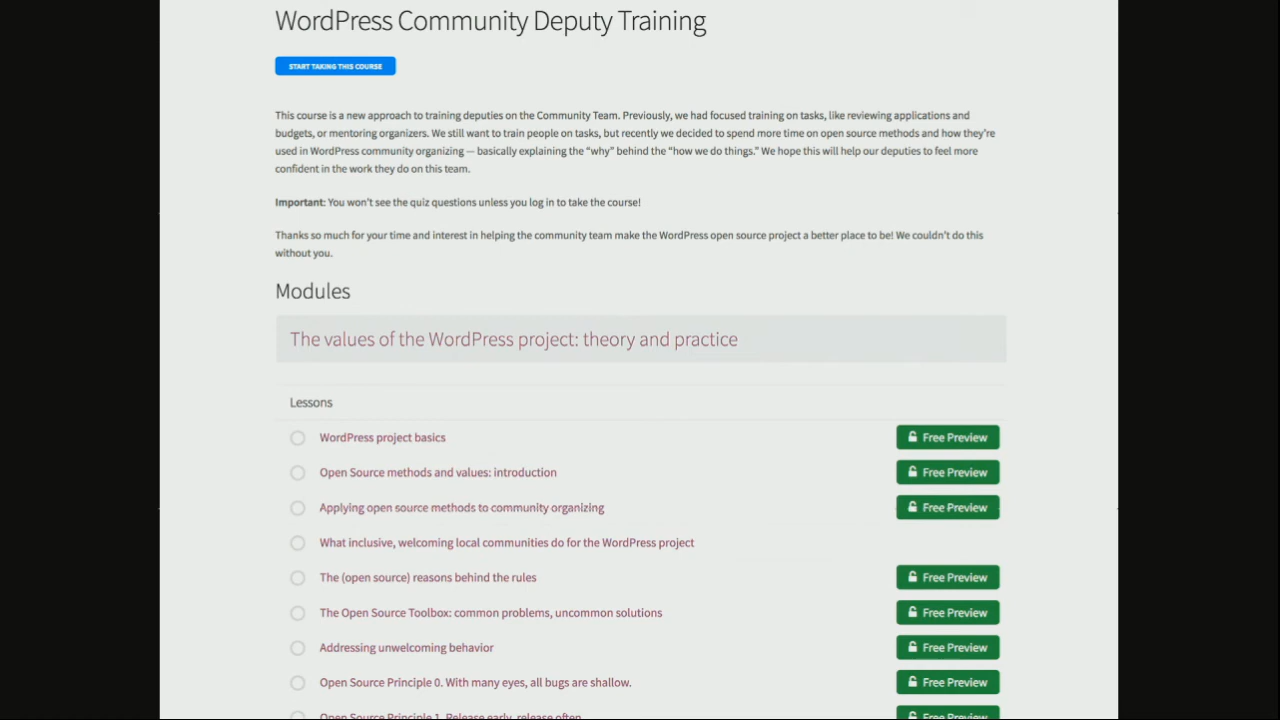 WordPress Community Deputy Training
START TAKING THIS COURSE
This course is a new approach to training deputies on the Community Team. Previously, we had focused training on tasks, like reviewing applications and
budgets, or mentoring organizers. We still want to train people on tasks, but recently we decided to spend more time on open source methods and how they're
used in WordPress community organizing — basically explaining the “why” behind the “how we do things.” We hope this will help our deputies to feel more
confident in the work they do on this team.
Important: You won't see the quiz questions unless you log in to take the course!
Thanks so much for your time and interest in helping the community team make the WordPress open source project a better place to be! We couldn't do this
without you.
Modules
The values of the WordPress project: theory and practice
Lessons
WordPress project basics Free Preview
Open Source methods and values: introduction Free Preview
Applying open source methods to community organizing Free Preview
What inclusive, welcoming local communities do for the WordPress project
The (open source) reasons behind the rules Free Preview
The Open Source Toolbox: common problems, uncommon solutions Free Preview
Addressing unwelcoming behavior Free Preview
Open Source Principle 0. With many eyes, all bugs are shallow. Free Preview
Open Source Principle 1. Release early, release often Free Preview